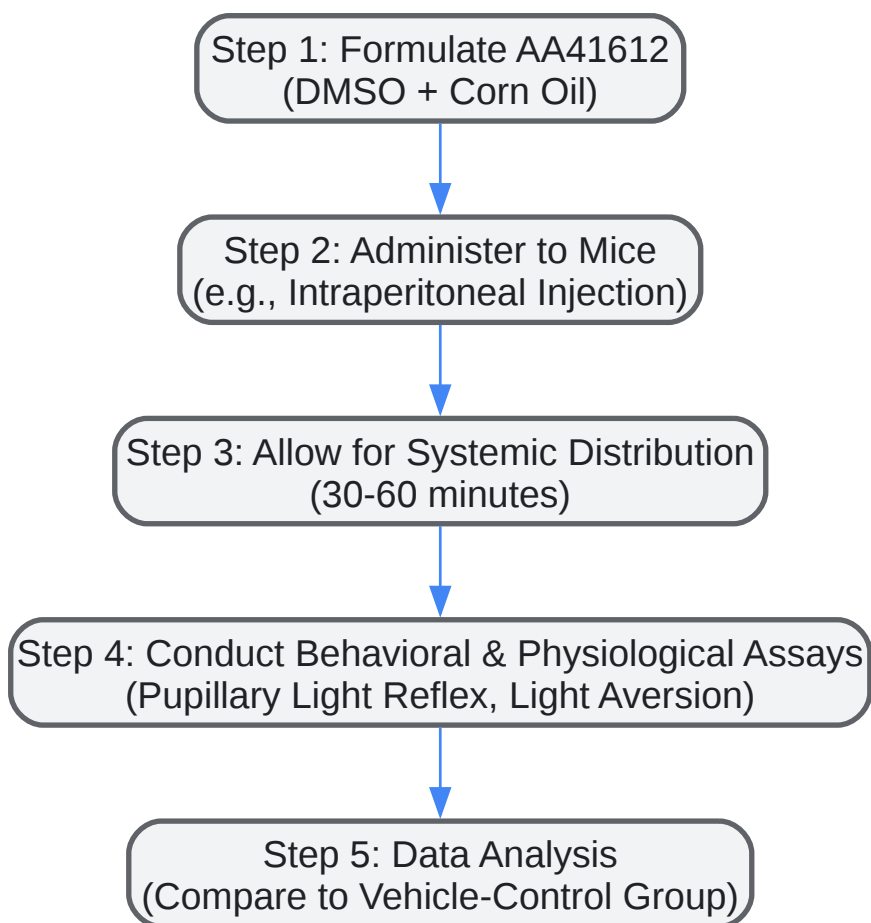 Step 1: Formulate AA41612
(DMSO + Corn Oil)
Step 2: Administer to Mice
(e.g., Intraperitoneal Injection)
Step 3: Allow for Systemic Distribution
(30-60 minutes)
Step 4: Conduct Behavioral & Physiological Assays
(Pupillary Light Reflex, Light Aversion)
Step 5: Data Analysis
(Compare to Vehicle-Control Group)